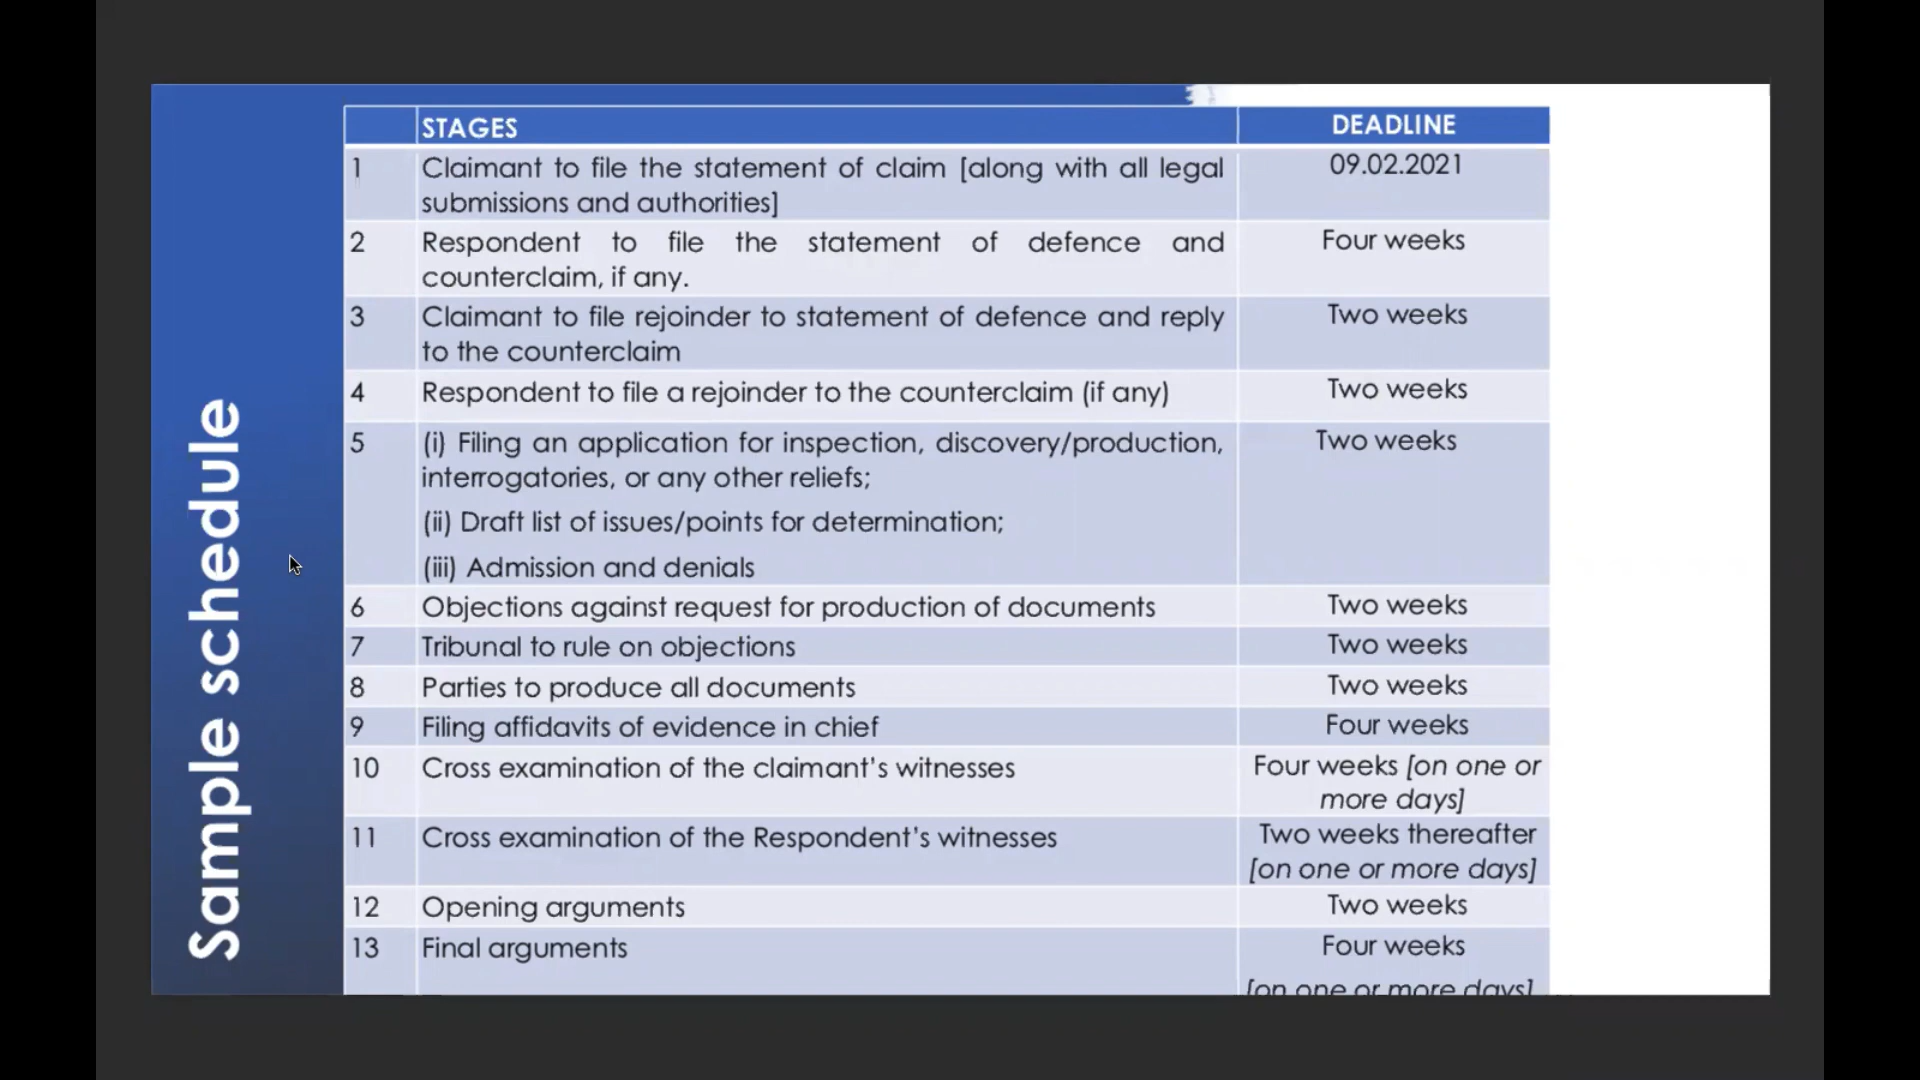 Sample schedule
STAGES
DEADLINE
1
Claimant to file the statement of claim [along with all legal
submissions and authorities]
09.02.2021
2
Respondent to file the statement of defence and
counterclaim, if any.
Four weeks
3
Claimant to file rejoinder to statement of defence and reply
to the counterclaim
Two weeks
4
Respondent to file a rejoinder to the counterclaim (if any)
Two weeks
5
(i) Filing an application for inspection, discovery/production,
interrogatories, or any other reliefs;
(ii) Draft list of issues/points for determination;
(iii) Admission and denials
Two weeks
6
Objections against request for production of documents
Two weeks
7
Tribunal to rule on objections
Two weeks
8
Parties to produce all documents
Two weeks
9
Filing affidavits of evidence in chief
Four weeks
10
Cross examination of the claimant's witnesses
Four weeks [on one or
more days]
11
Cross examination of the Respondent's witnesses
Two weeks thereafter
[on one or more days]
12
Opening arguments
Two weeks
13
Final arguments
Four weeks
[on one or more days]